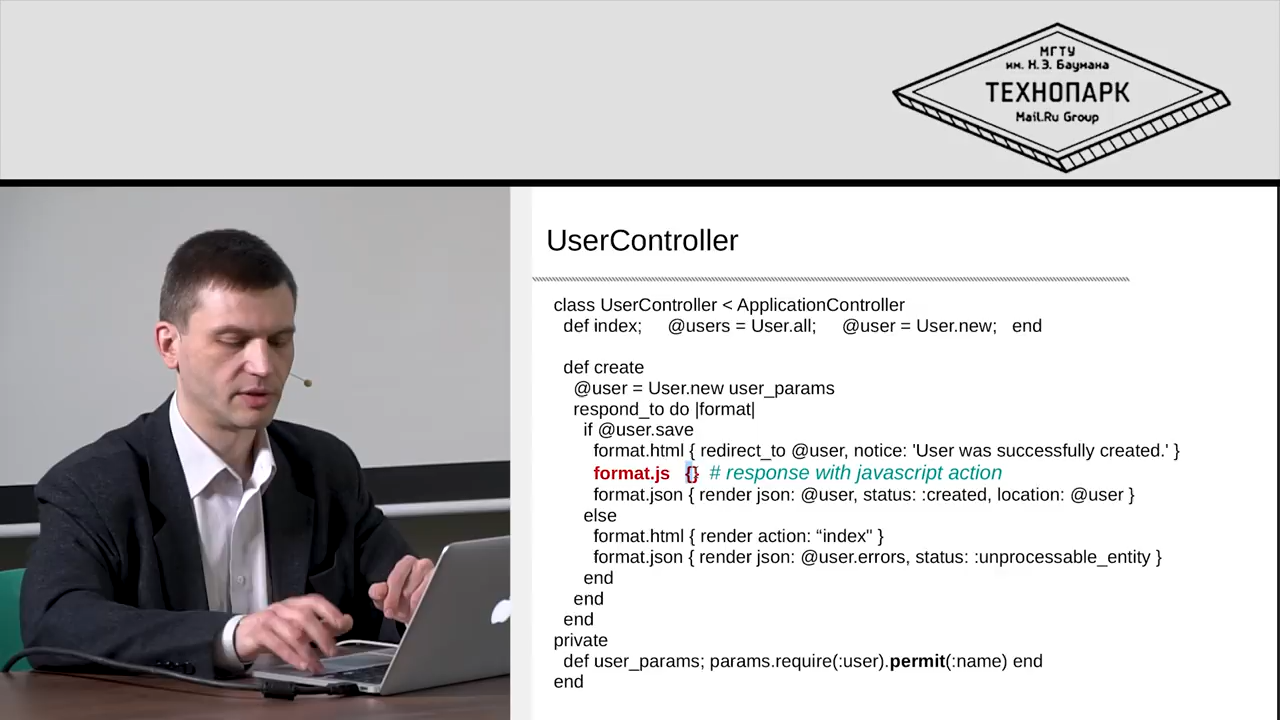 МГТУ
им. Н.Э. Баумана
ТЕХНОПАРК
Mail.Ru Group
UserController
class UserController < ApplicationController
def index; @users = User.all; @user = User.new; end
def create
@user = User.new user_params
respond_to do |format|
if @user.save
format.html { redirect_to @user, notice: 'User was successfully created.' }
format.js {} # response with javascript action
format.json { render json: @user, status: :created, location: @user }
else
format.html { render action: “index" }
format.json { render json: @user.errors, status: :unprocessable_entity }
end
end
end
private
def user_params; params.require(:user).permit(:name) end
end